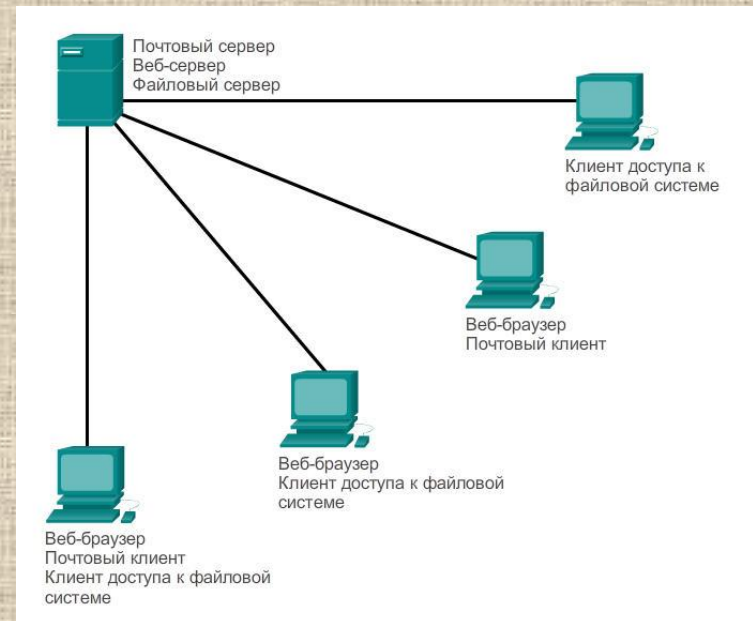 Почтовый сервер
Веб-сервер
Файловый сервер
Клиент доступа к
файловой системе
Веб-браузер
Почтовый клиент
Веб-браузер
Клиент доступа к файловой
системе
Веб-браузер
Почтовый клиент
Клиент доступа к файловой
системе